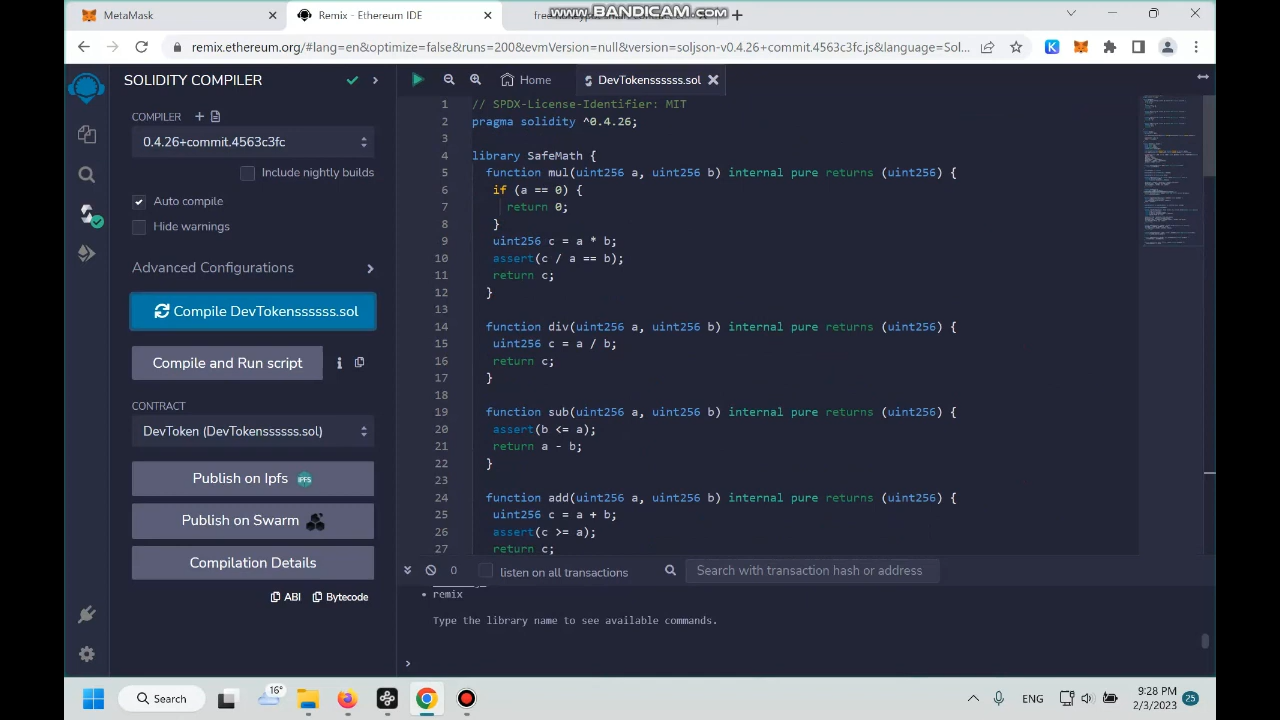 MetaMask
Remix - Ethereum IDE
www.BANDICAM.com
remix.ethereum.org/#lang=en&optimize=false&runs=200&evmVersion=null&version=soljson-v0.4.26+commit.4563c3fc.js&language=Sol...
SOLIDITY COMPILER
Home
DevTokenssssss.sol
COMPILER
0.4.26+commit.4563c3fc
Include nightly builds
Auto compile
Hide warnings
Advanced Configurations
Compile DevTokenssssss.sol
Compile and Run script
CONTRACT
DevToken (DevTokenssssss.sol)
Publish on Ipfs
IPFS
Publish on Swarm
Compilation Details
ABI
Bytecode
1 // SPDX-License-Identifier: MIT
2 pragma solidity ^0.4.26;
3
4 library SafeMath {
5 function mul(uint256 a, uint256 b) internal pure returns (uint256) {
6 if (a == 0) {
7 return 0;
8 }
9 uint256 c = a * b;
10 assert(c / a == b);
11 return c;
12 }
13
14 function div(uint256 a, uint256 b) internal pure returns (uint256) {
15 uint256 c = a / b;
16 return c;
17 }
18
19 function sub(uint256 a, uint256 b) internal pure returns (uint256) {
20 assert(b <= a);
21 return a - b;
22 }
23
24 function add(uint256 a, uint256 b) internal pure returns (uint256) {
25 uint256 c = a + b;
26 assert(c >= a);
27 return c;
0
listen on all transactions
Search with transaction hash or address
• remix
Type the library name to see available commands.
>
16°
Search
ENG
9:28 PM
2/3/2023
25